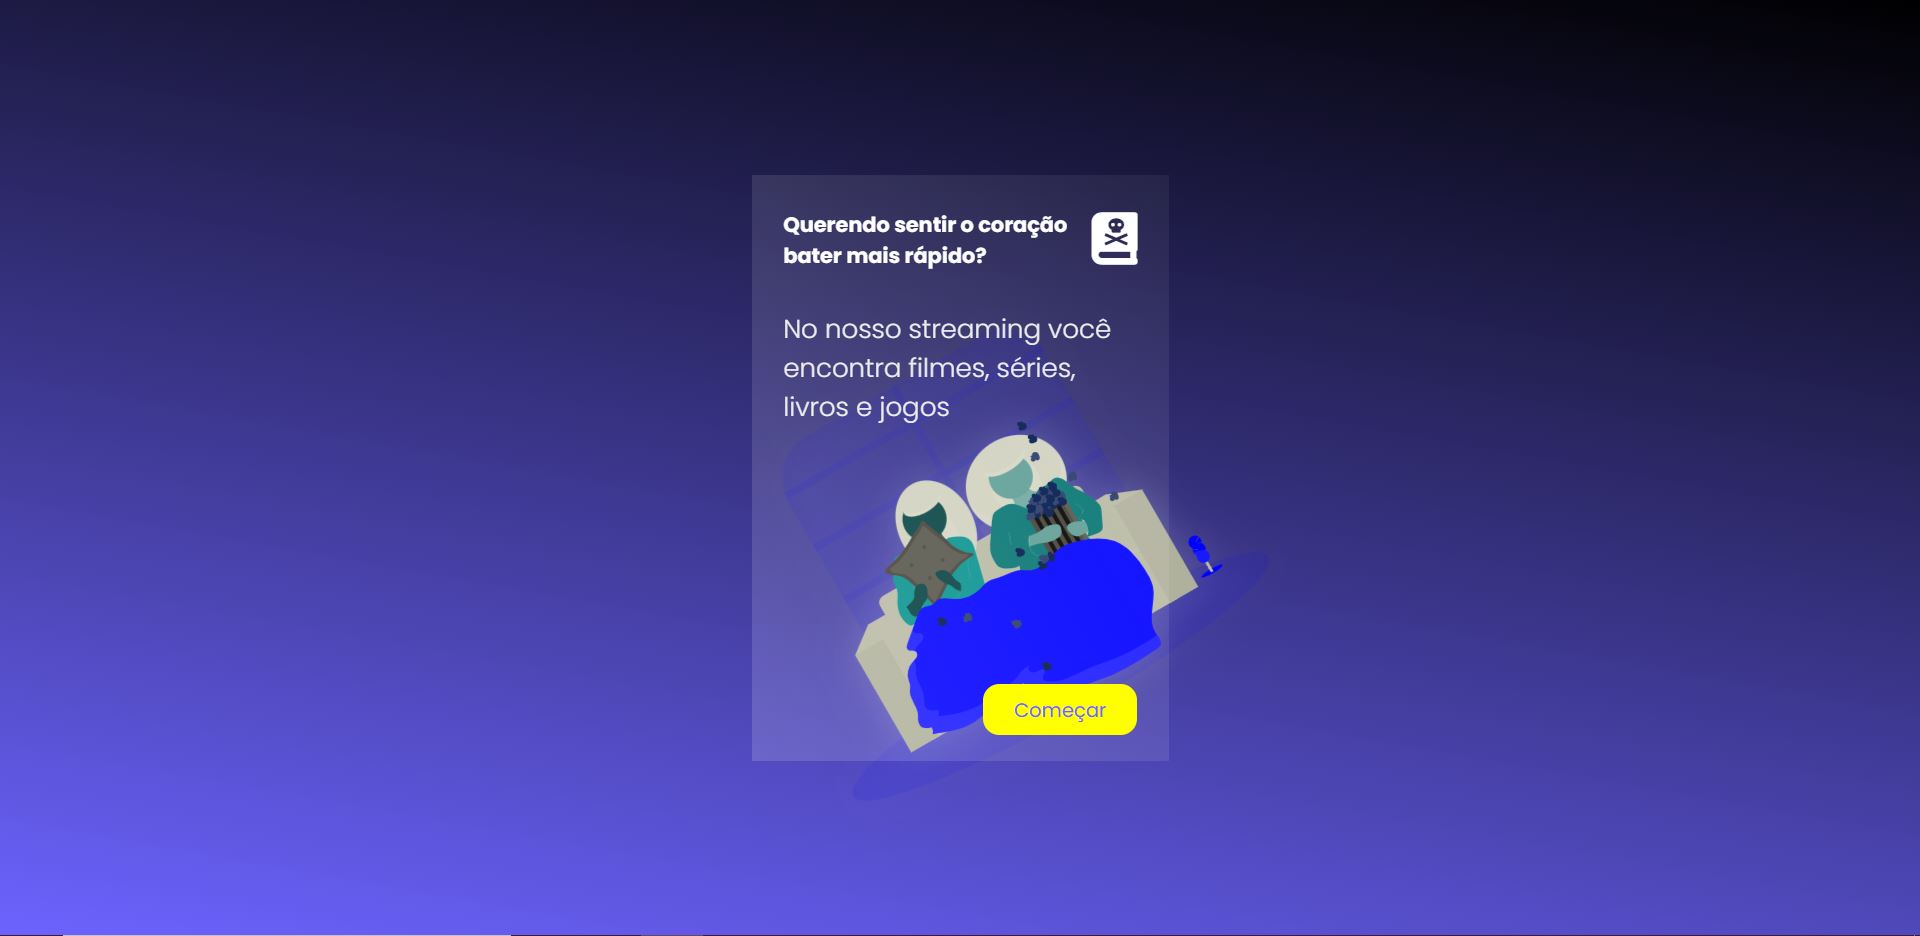 Querendo sentir o coração
bater mais rápido?
No nosso streaming você
encontra filmes, séries,
livros e jogos
Começar